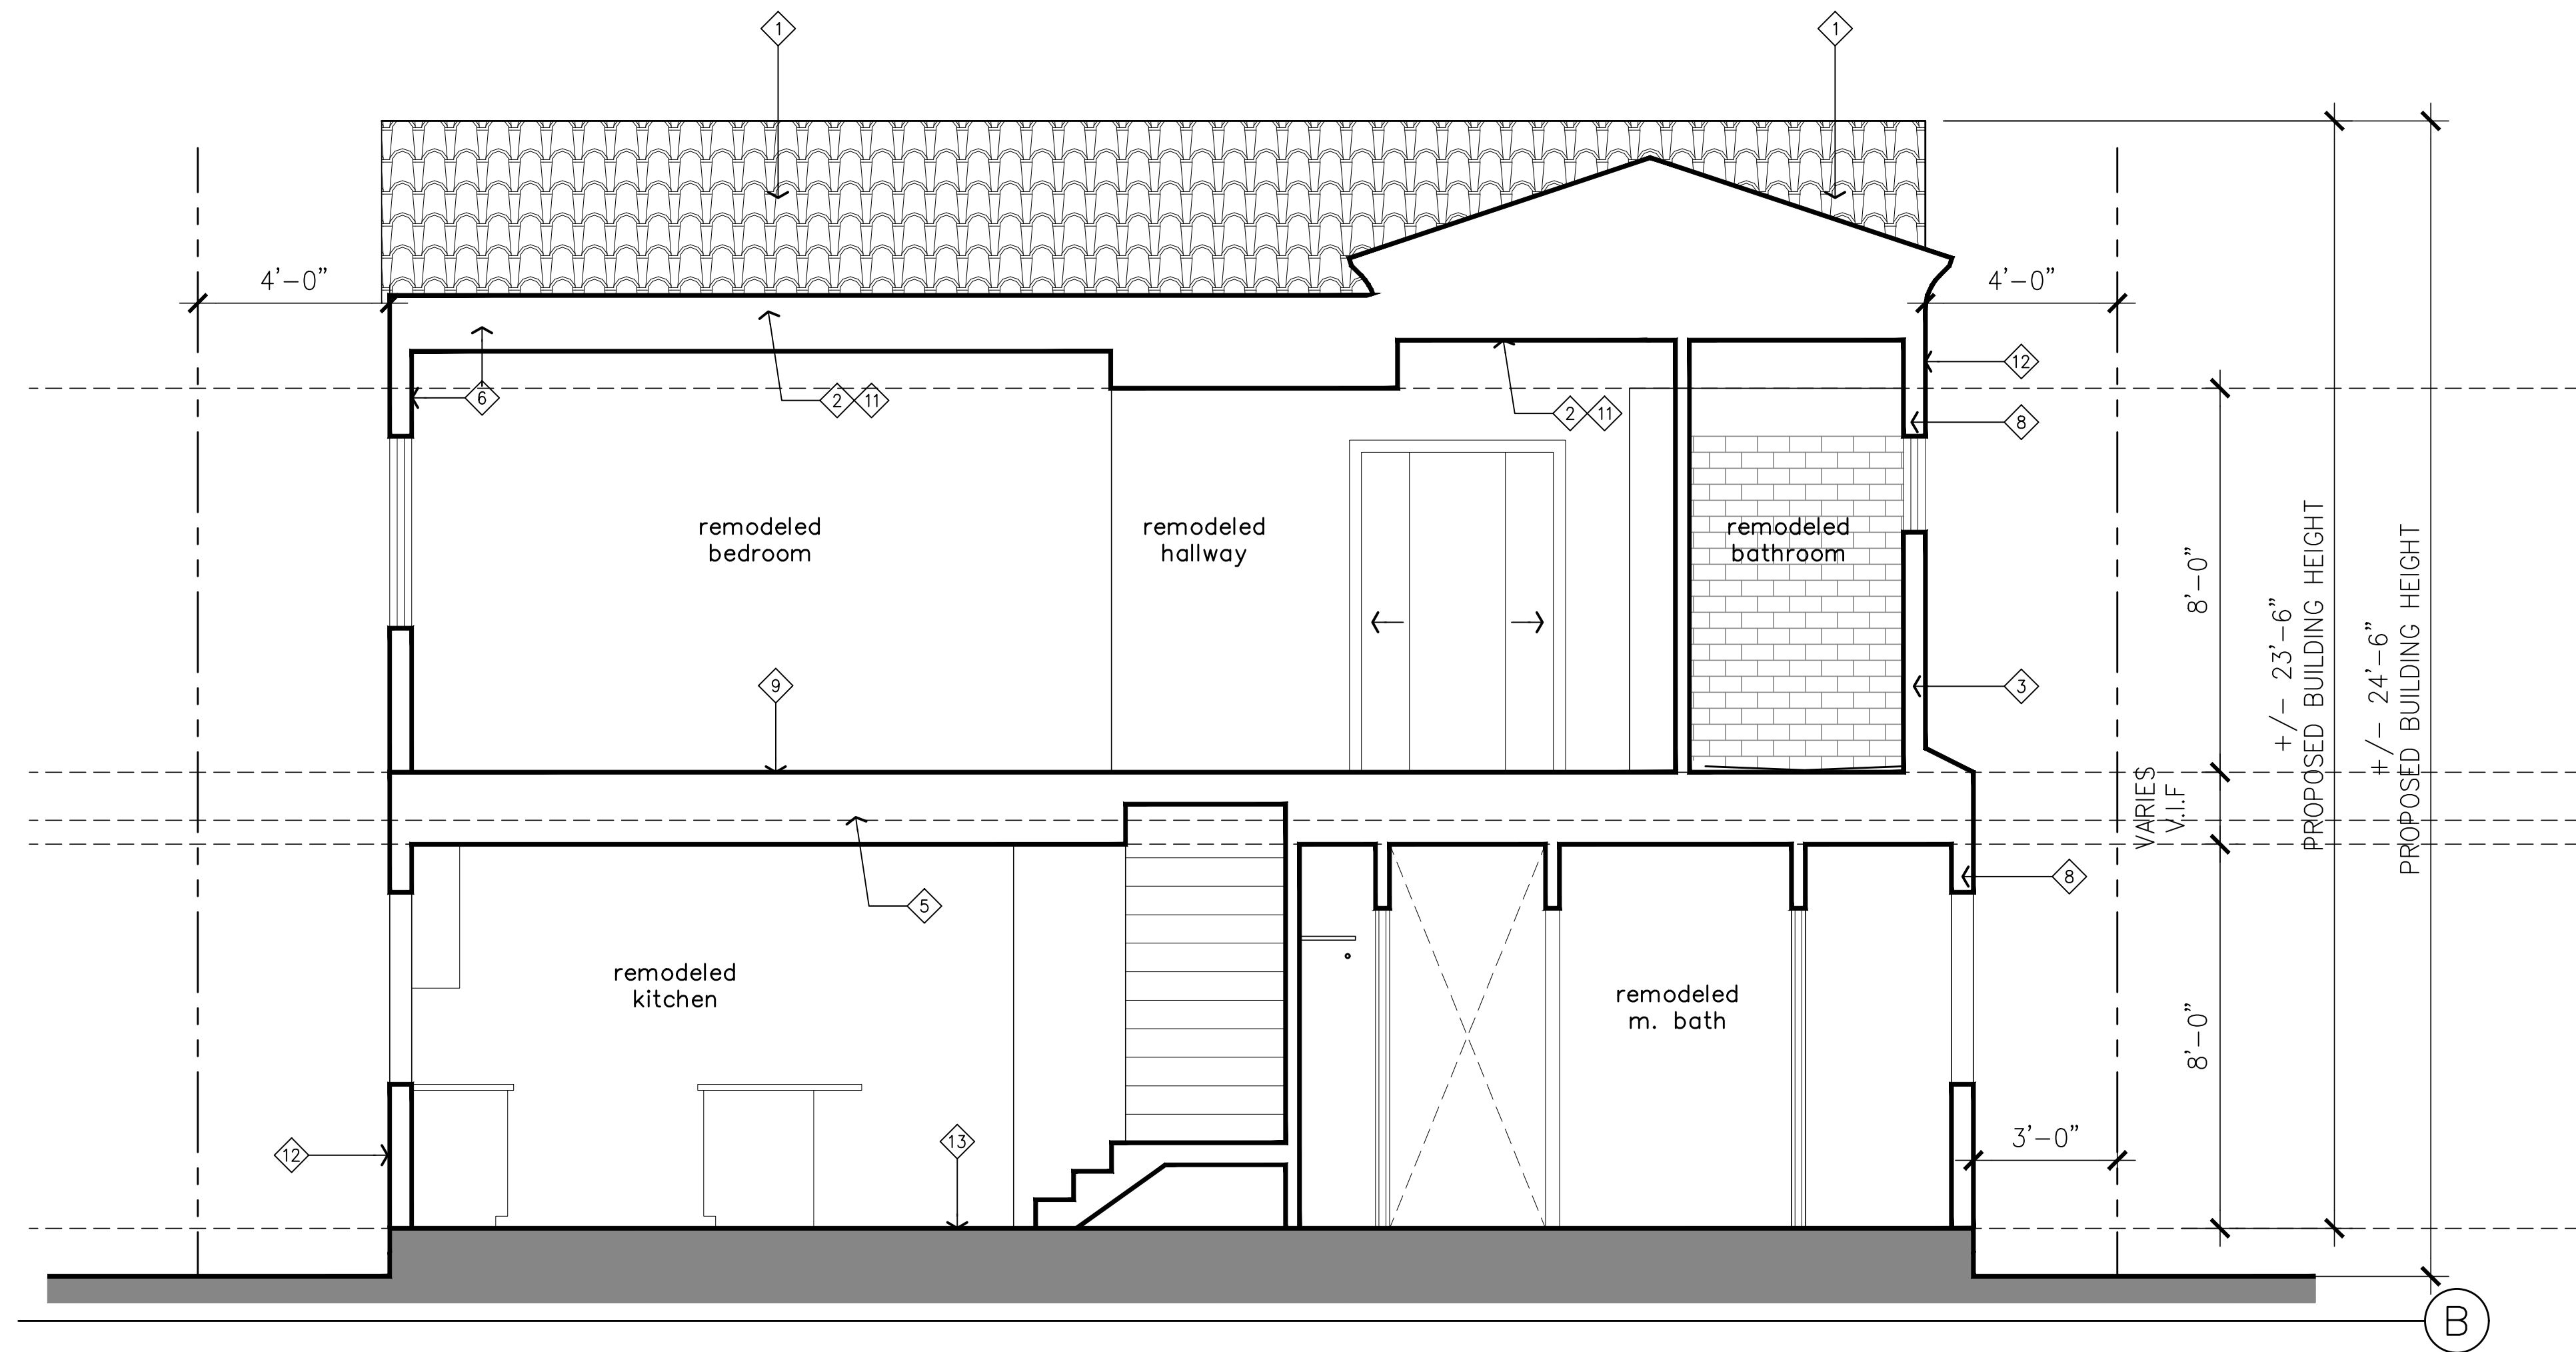 1
1
4'-0"
4'-0"
12
6
2 11
2 11
8
remodeled
bedroom
remodeled
hallway
remodeled
bathroom
8'-0"
+/- 23'-6"
PROPOSED BUILDING HEIGHT
+/- 24'-6"
PROPOSED BUILDING HEIGHT
9
3
VARIES
V.I.F
5
8
remodeled
kitchen
remodeled
m. bath
8'-0"
12
13
3'-0"
B